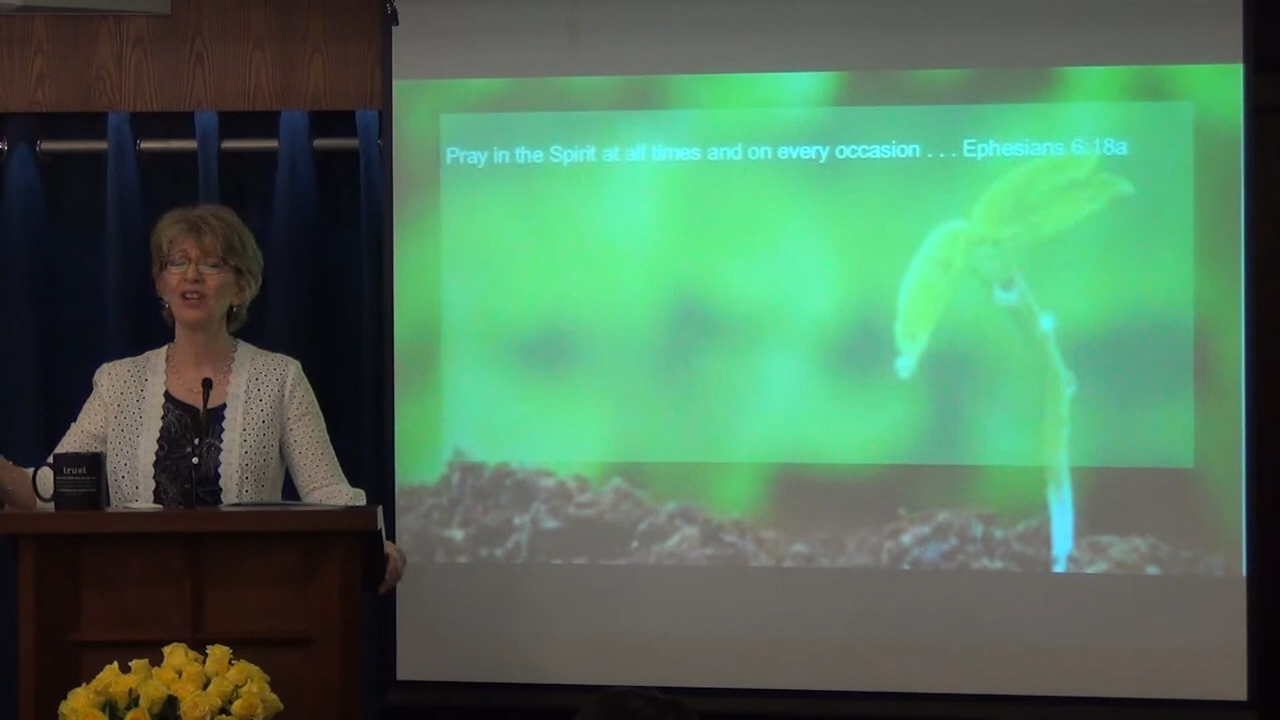 Pray in the Spirit at all times and on every occasion . . . Ephesians 6:18a
trust